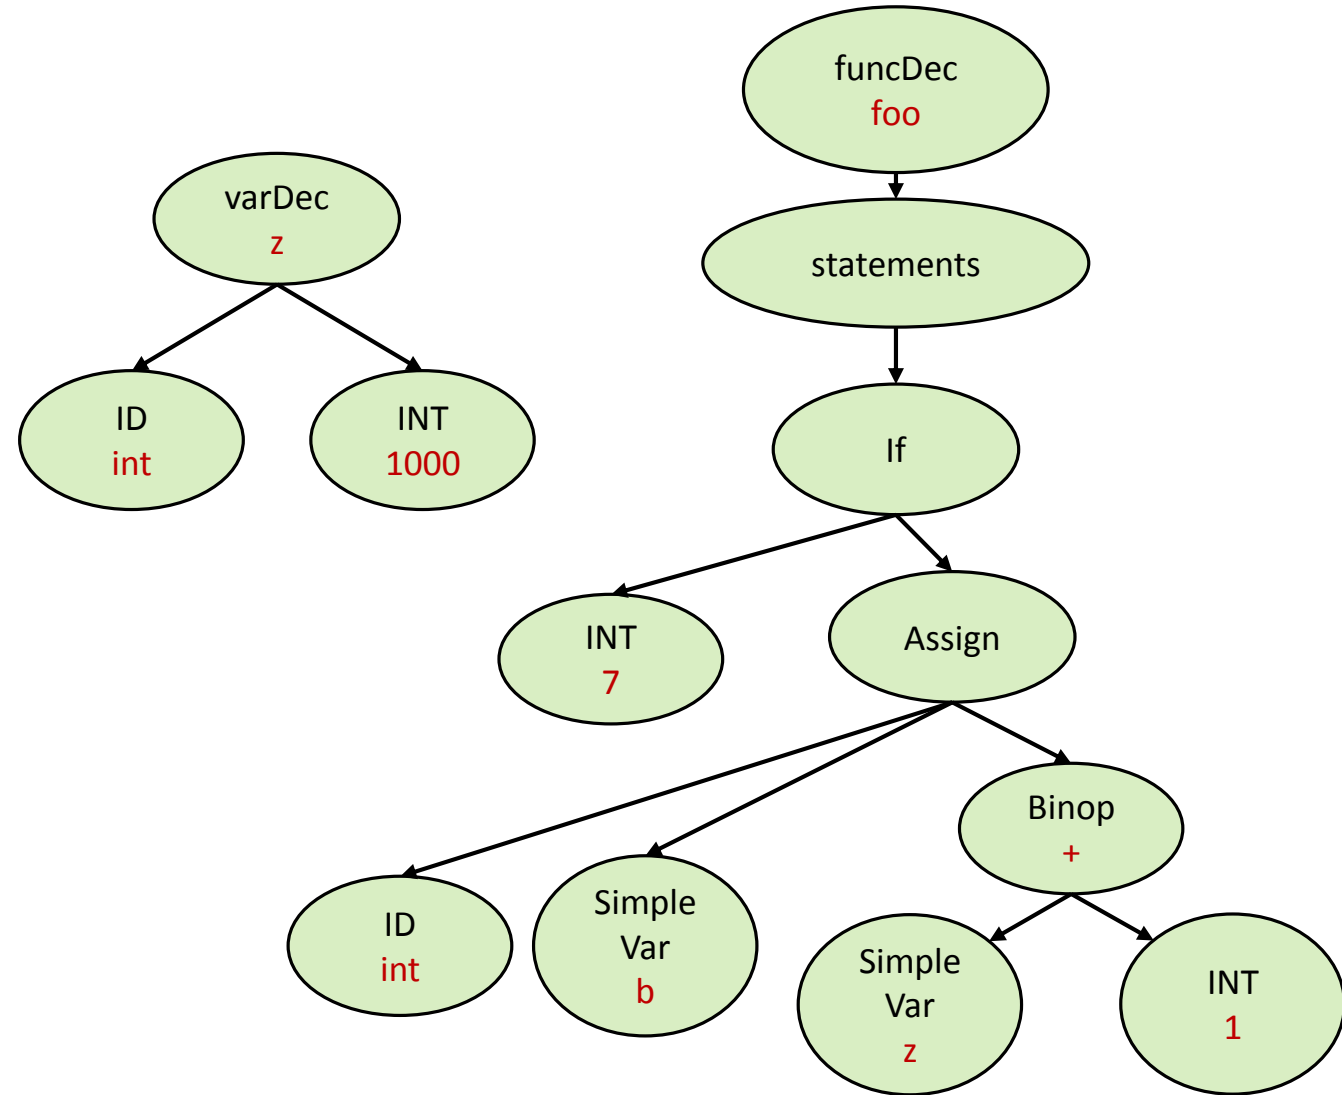 funcDec
foo
varDec
z
statements
ID
int
INT
1000
If
INT
7
Assign
Binop
+
ID
int
Simple
Var
b
Simple
Var
z
INT
1